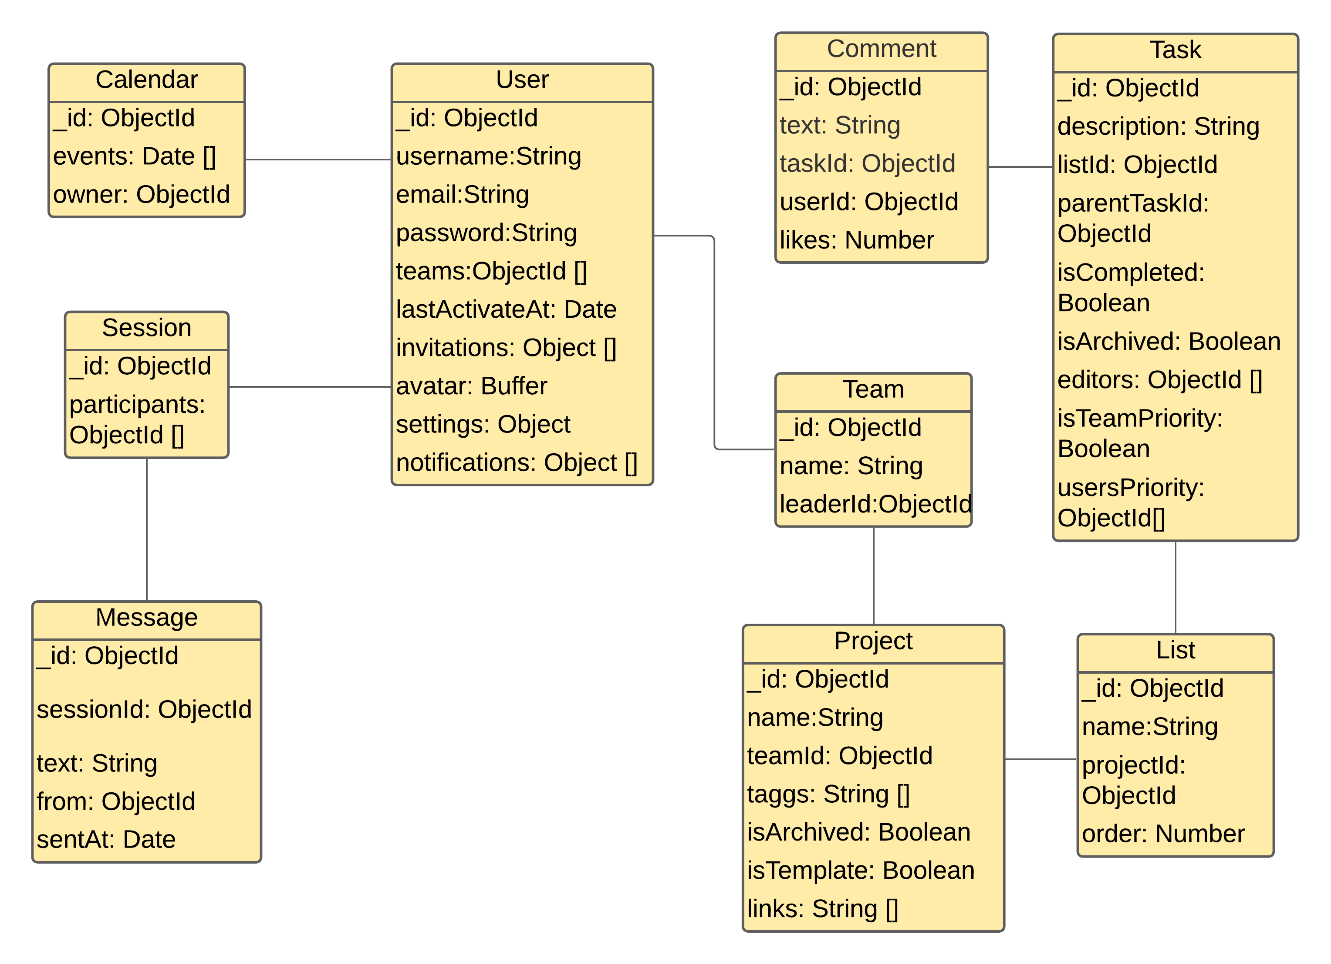 Calendar
_id: ObjectId
events: Date []
owner: ObjectId
User
_id: ObjectId
username:String
email:String
password:String
teams:ObjectId []
lastActivateAt: Date
invitations: Object []
avatar: Buffer
settings: Object
notifications: Object []
Comment
_id: ObjectId
text: String
taskId: ObjectId
userId: ObjectId
likes: Number
Task
_id: ObjectId
description: String
listId: ObjectId
parentTaskId:
ObjectId
isCompleted:
Boolean
isArchived: Boolean
editors: ObjectId []
isTeamPriority:
Boolean
usersPriority:
ObjectId[]
Session
_id: ObjectId
participants:
ObjectId []
Team
_id: ObjectId
name: String
leaderId:ObjectId
Message
_id: ObjectId
sessionId: ObjectId
text: String
from: ObjectId
sentAt: Date
Project
_id: ObjectId
name:String
teamId: ObjectId
taggs: String []
isArchived: Boolean
isTemplate: Boolean
links: String []
List
_id: ObjectId
name:String
projectId:
ObjectId
order: Number